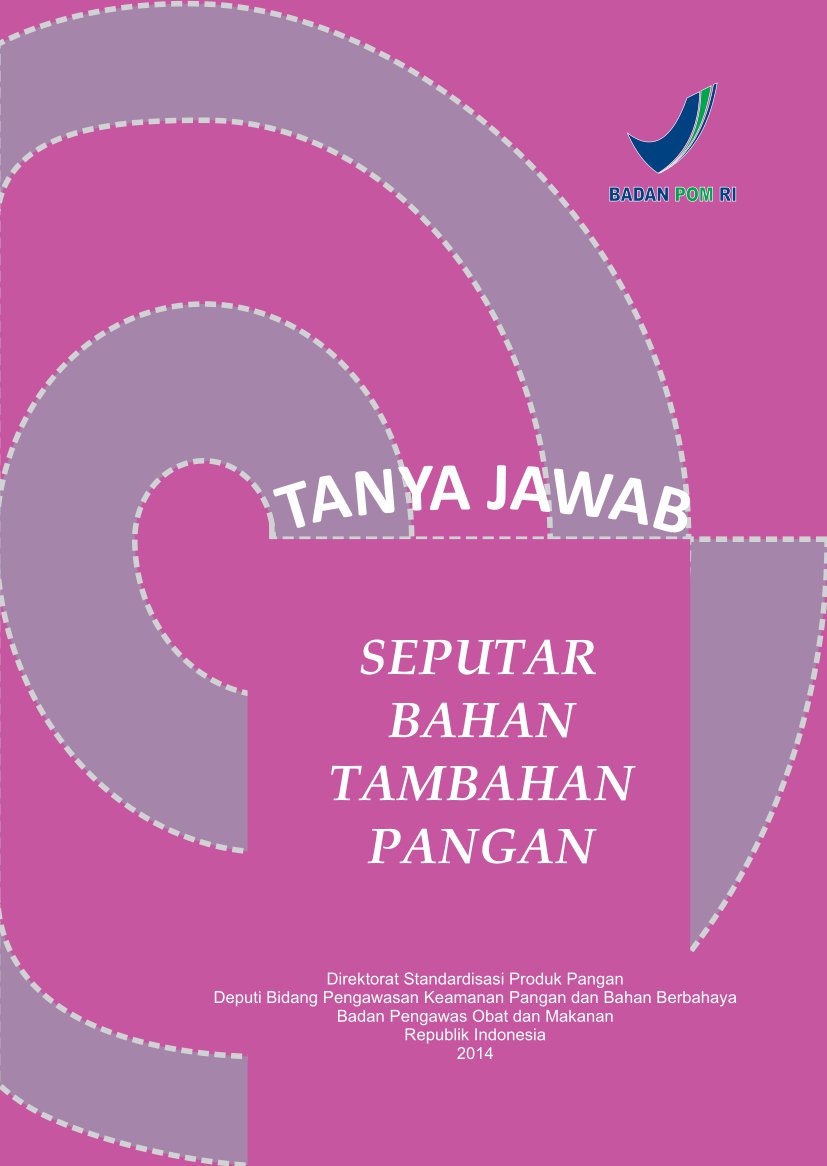 BADAN POM RI
TANYA JAWAB
SEPUTAR
BAHAN
TAMBAHAN
PANGAN
Direktorat Standardisasi Produk Pangan
Deputi Bidang Pengawasan Keamanan Pangan dan Bahan Berbahaya
Badan Pengawas Obat dan Makanan
Republik Indonesia
2014